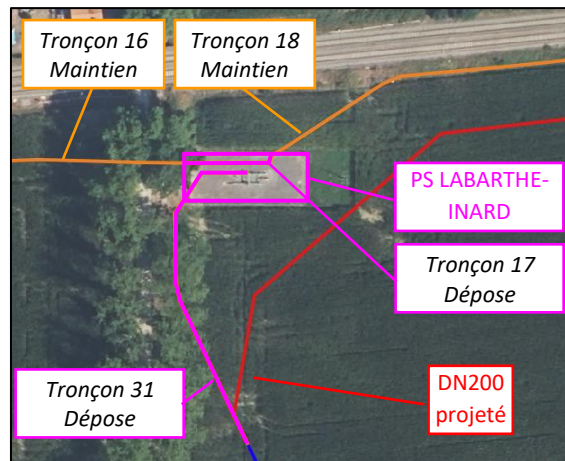 Tronçon 16
Maintien
Tronçon 18
Maintien
PS LABARTHE-
INARD
Tronçon 17
Dépose
Tronçon 31
Dépose
DN200
projeté